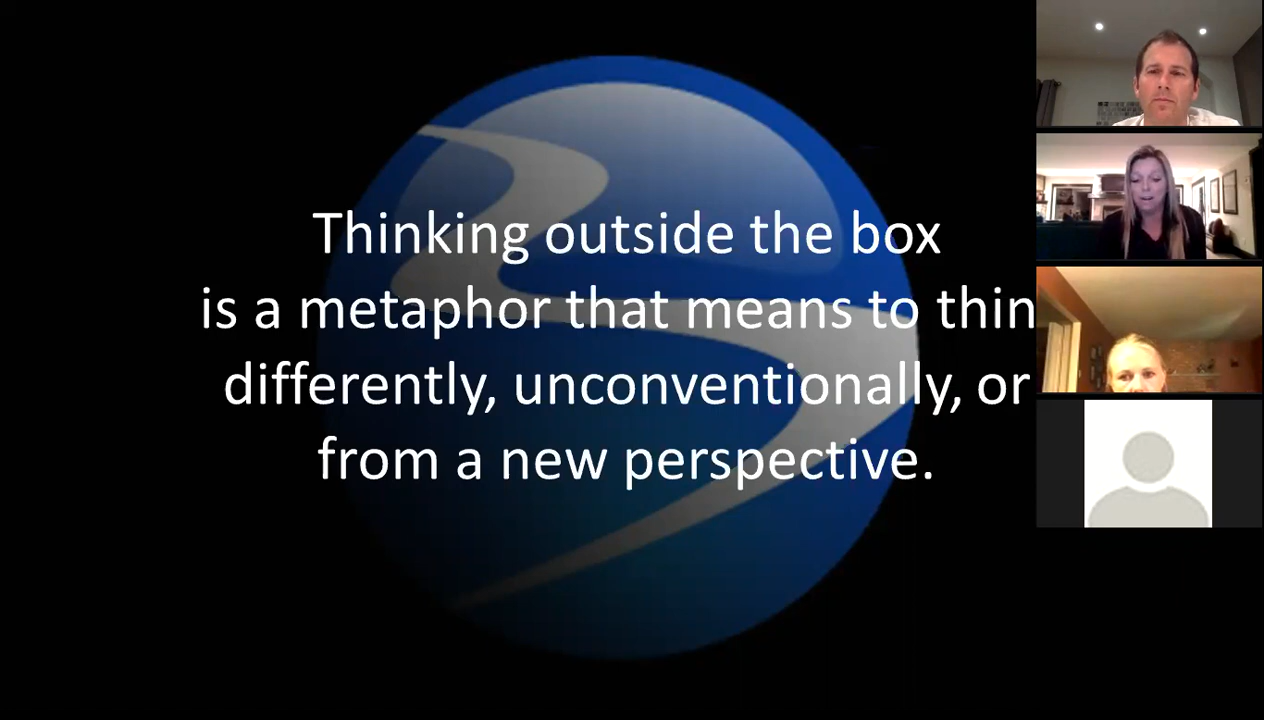 Thinking outside the box
is a metaphor that means to thin
differently, unconventionally, or
from a new perspective.